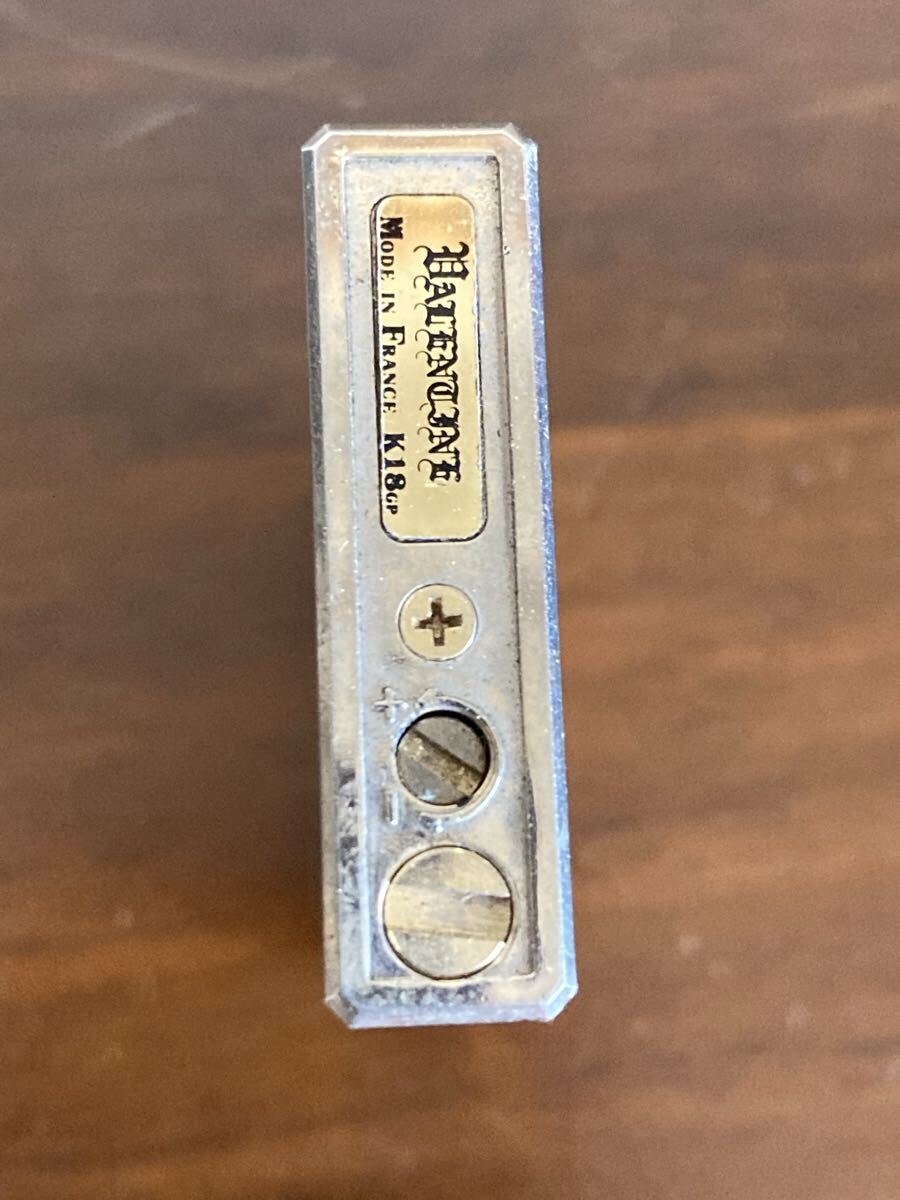 VALENTINE
MODE IN FRANCE K18GP
+
-